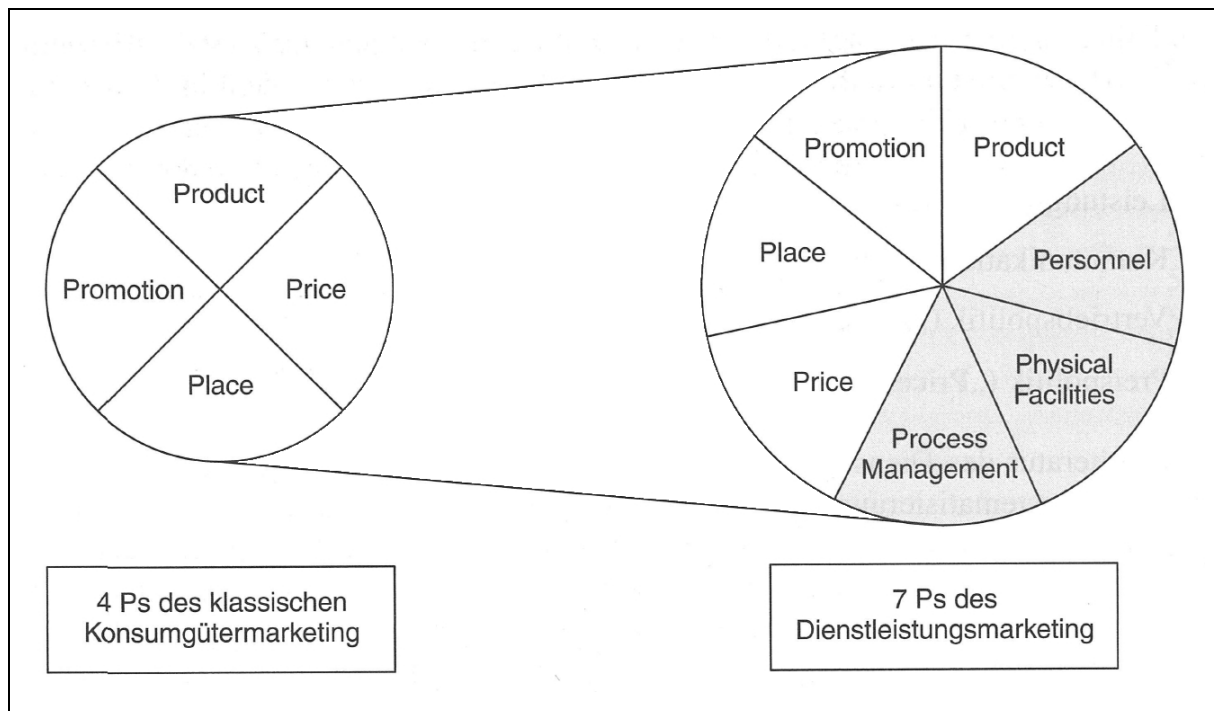 Product
Promotion
Price
Place
4 Ps des klassischen
Konsumgütermarketing
Promotion
Product
Place
Personnel
Price
Physical
Facilities
Process
Management
7 Ps des
Dienstleistungsmarketing